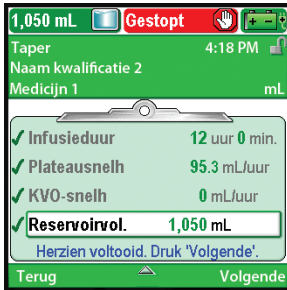 1,050 mL Gestopt
Taper 4:18 PM
Naam kwalificatie 2
Medicijn 1 mL
Infusieduur 12 uur 0 min.
Plateausnelh 95.3 mL/uur
KVO-snelh 0 mL/uur
Reservoirvol. 1,050 mL
Herzien voltooid. Druk 'Volgende'.
Terug Volgende